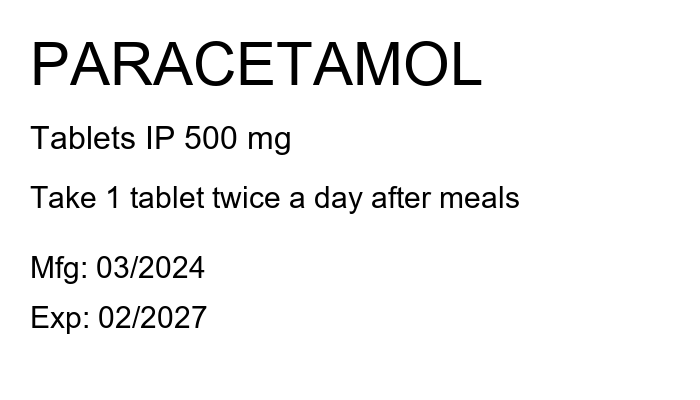 PARACETAMOL
Tablets IP 500 mg
Take 1 tablet twice a day after meals
Mfg: 03/2024
Exp: 02/2027